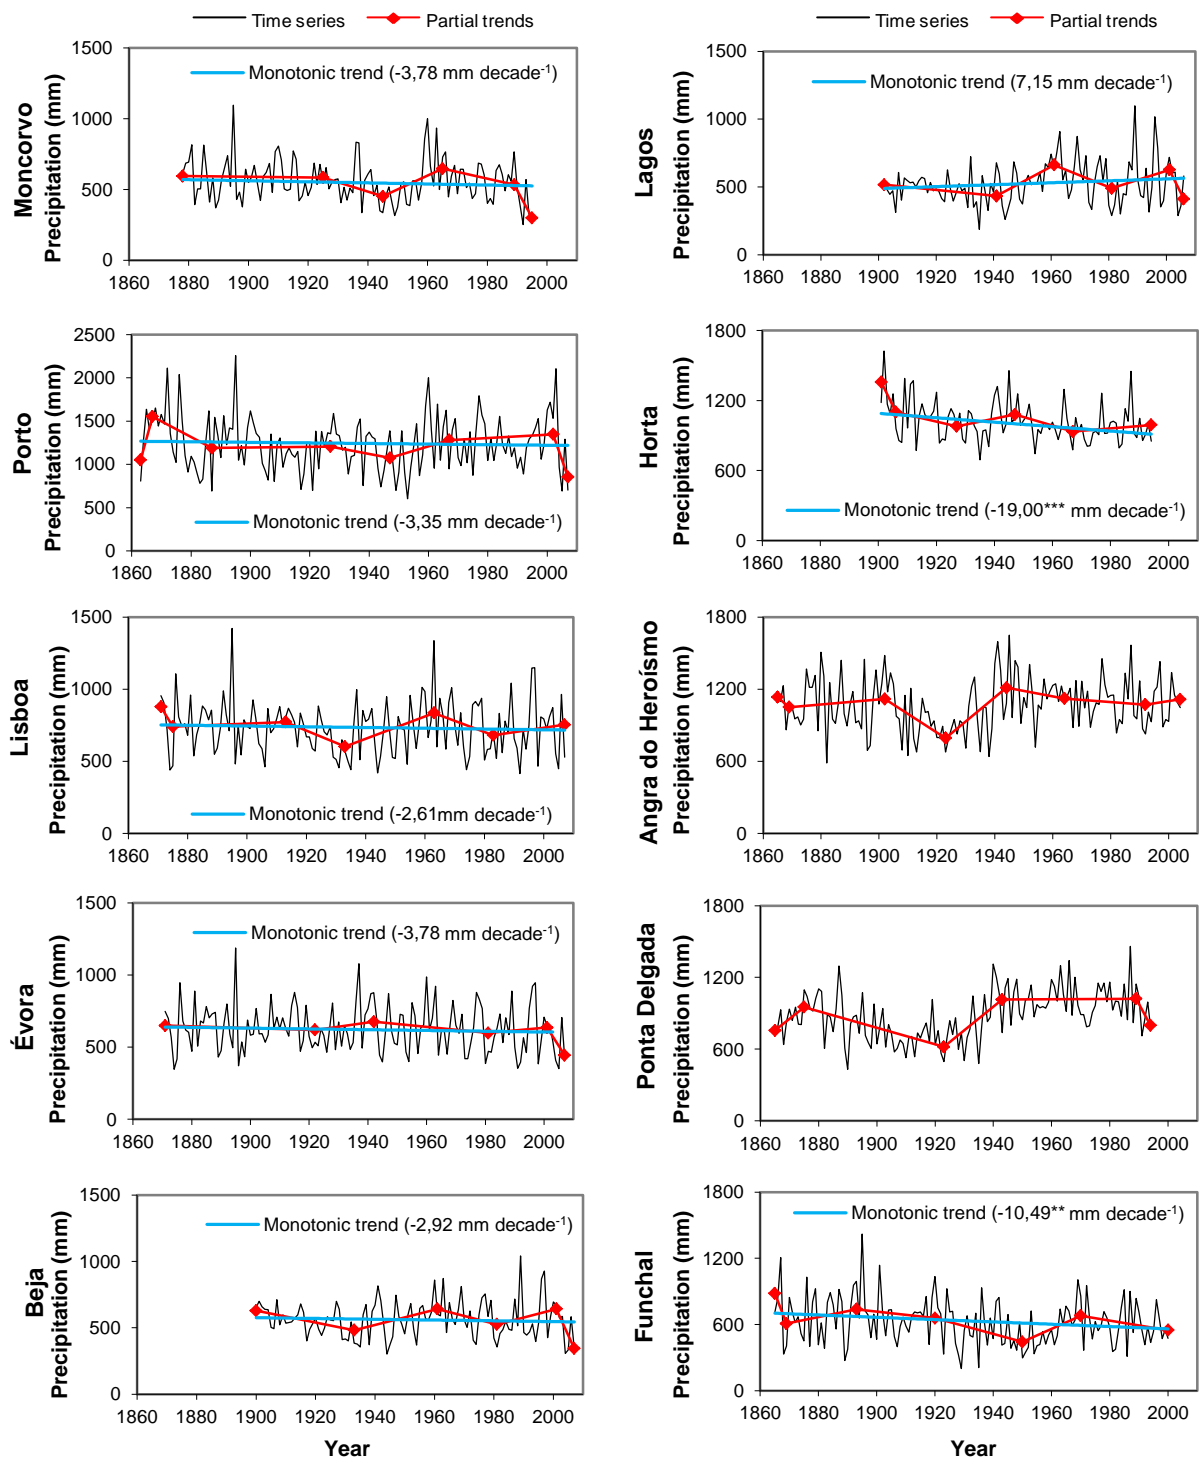 Time series Partial trends
Time series Partial trends
Moncorvo
Precipitation (mm)
1500
1000
500
0
Monotonic trend (-3,78 mm decade-1)
1860 1880 1900 1920 1940 1960 1980 2000
Lagos
Precipitation (mm)
1500
1000
500
0
Monotonic trend (7,15 mm decade-1)
1860 1880 1900 1920 1940 1960 1980 2000
Porto
Precipitation (mm)
2500
2000
1500
1000
500
0
Monotonic trend (-3,35 mm decade-1)
1860 1880 1900 1920 1940 1960 1980 2000
Horta
Precipitation (mm)
1800
1200
600
0
Monotonic trend (-19,00*** mm decade-1)
1860 1880 1900 1920 1940 1960 1980 2000
Lisboa
Precipitation (mm)
1500
1000
500
0
Monotonic trend (-2,61mm decade-1)
1860 1880 1900 1920 1940 1960 1980 2000
Angra do Heroísmo
Precipitation (mm)
1800
1200
600
0
1860 1880 1900 1920 1940 1960 1980 2000
Évora
Precipitation (mm)
1500
1000
500
0
Monotonic trend (-3,78 mm decade-1)
1860 1880 1900 1920 1940 1960 1980 2000
Ponta Delgada
Precipitation (mm)
1800
1200
600
0
1860 1880 1900 1920 1940 1960 1980 2000
Beja
Precipitation (mm)
1500
1000
500
0
Monotonic trend (-2,92 mm decade-1)
1860 1880 1900 1920 1940 1960 1980 2000
Year
Funchal
Precipitation (mm)
1800
1200
600
0
Monotonic trend (-10,49** mm decade-1)
1860 1880 1900 1920 1940 1960 1980 2000
Year